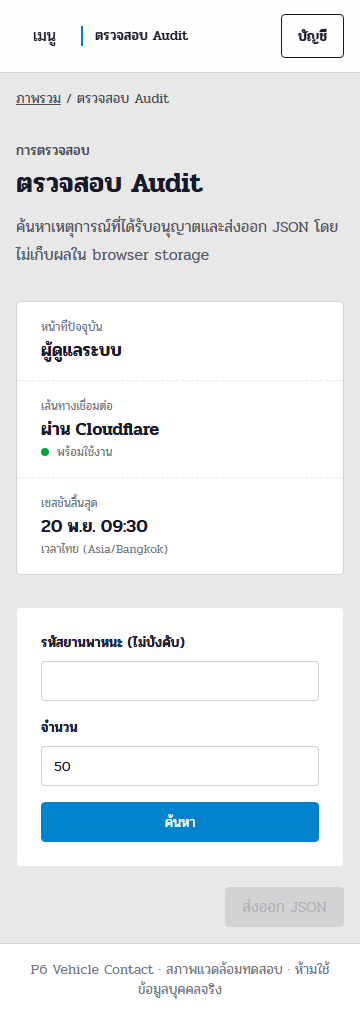 เมนู ตรวจสอบ Audit บัญชี
ภาพรวม / ตรวจสอบ Audit
การตรวจสอบ
ตรวจสอบ Audit
ค้นหาเหตุการณ์ที่ได้รับอนุญาตและส่งออก JSON โดย
ไม่เก็บผลใน browser storage
หน้าที่ปัจจุบัน
ผู้ดูแลระบบ
เส้นทางเชื่อมต่อ
ผ่าน Cloudflare
พร้อมใช้งาน
เซสชันสิ้นสุด
20 พ.ย. 09:30
เวลาไทย (Asia/Bangkok)
รหัสยานพาหนะ (ไม่บังคับ)
จำนวน
50
ค้นหา
ส่งออก JSON
P6 Vehicle Contact · สภาพแวดล้อมทดสอบ · ห้ามใช้
ข้อมูลบุคคลจริง